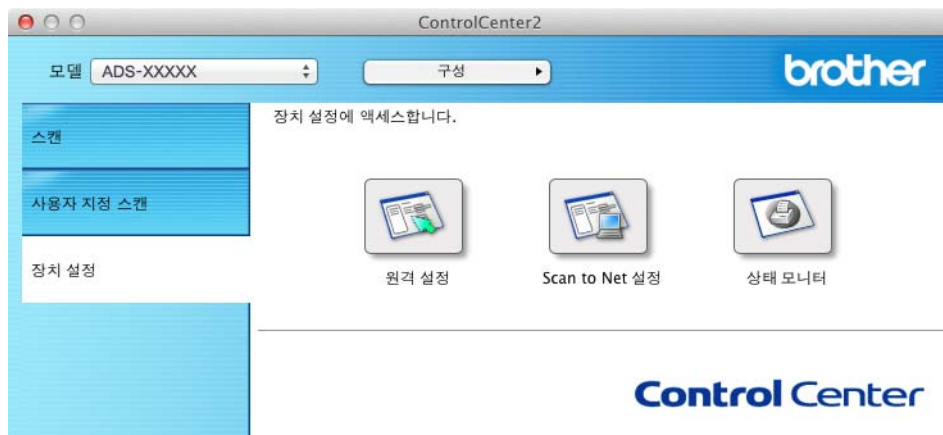 ControlCenter2
모델 ADS-XXXXX 구성 brother
스캔
사용자 지정 스캔
장치 설정
장치 설정에 액세스합니다.
원격 설정 Scan to Net 설정 상태 모니터
Control Center